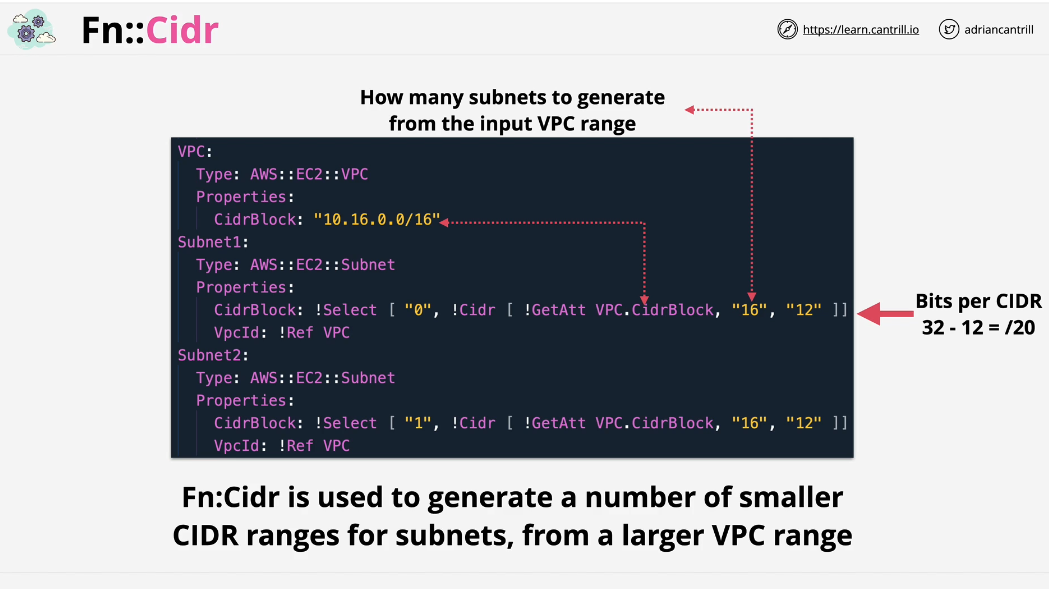 Fn::Cidr
https://learn.cantrill.io
adriancantrill
How many subnets to generate
from the input VPC range
VPC:
Type: AWS::EC2::VPC
Properties:
CidrBlock: "10.16.0.0/16"
Subnet1:
Type: AWS::EC2::Subnet
Properties:
CidrBlock: !Select [ "0", !Cidr [ !GetAtt VPC.CidrBlock, "16", "12" ]]
VpcId: !Ref VPC
Subnet2:
Type: AWS::EC2::Subnet
Properties:
CidrBlock: !Select [ "1", !Cidr [ !GetAtt VPC.CidrBlock, "16", "12" ]]
VpcId: !Ref VPC
Bits per CIDR
32 - 12 = /20
Fn:Cidr is used to generate a number of smaller
CIDR ranges for subnets, from a larger VPC range